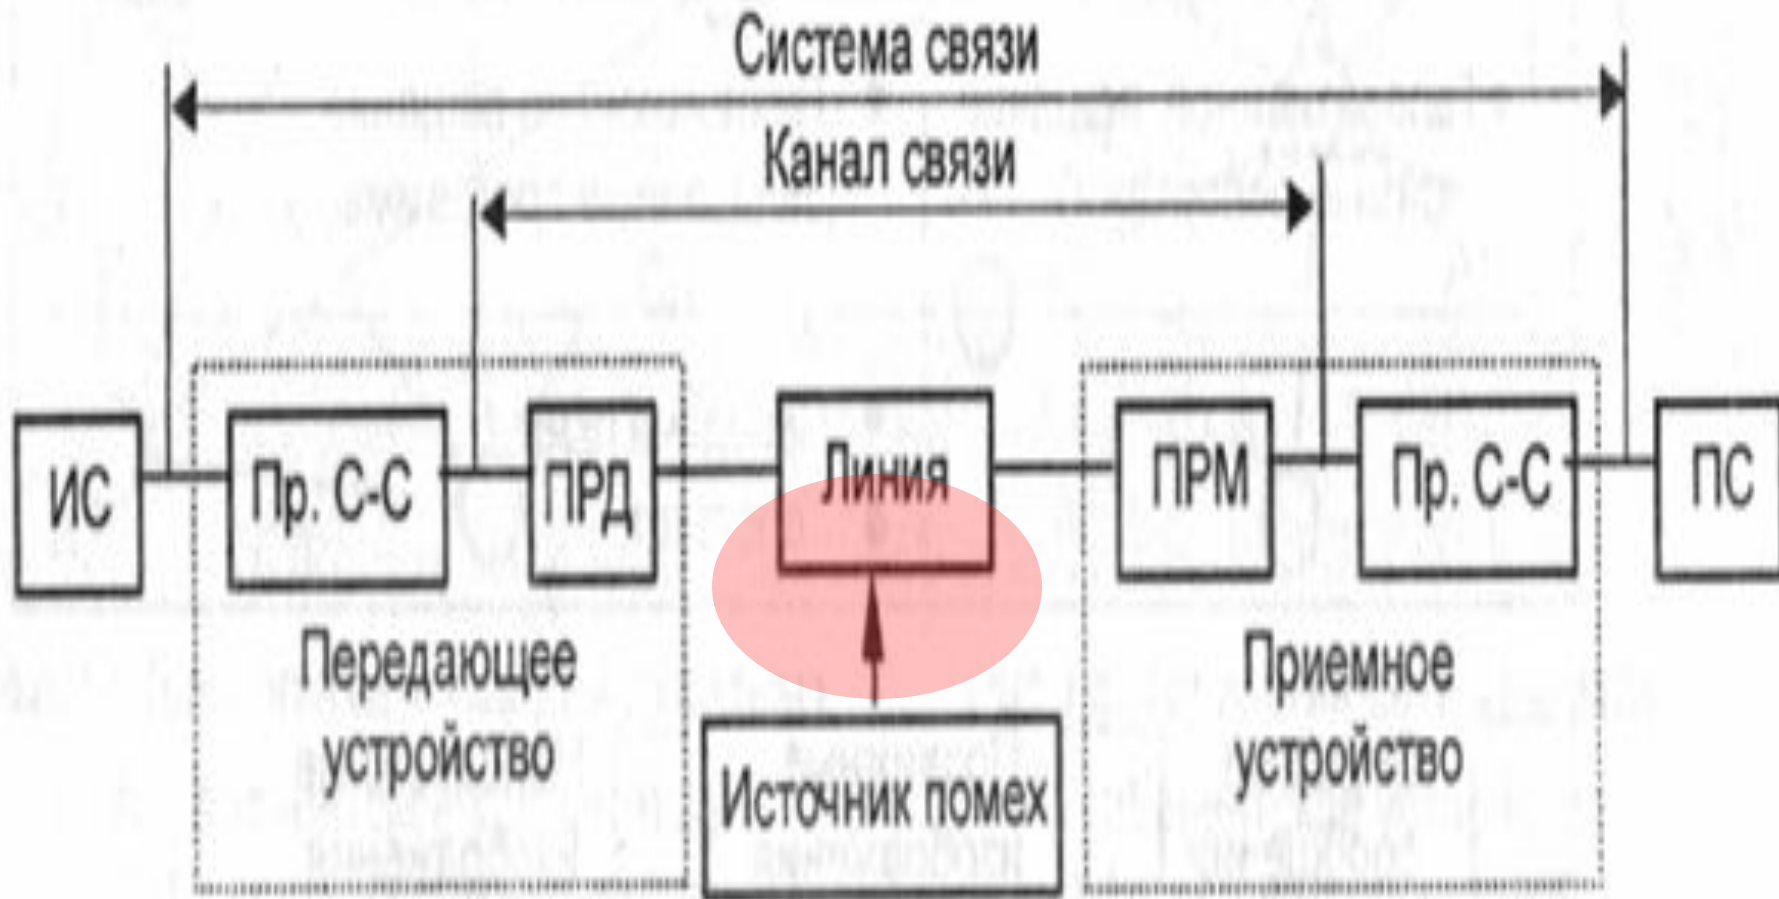 Система связи
Канал связи
ИС
Пр. С-С
ПРД
Линия
ПРМ
Пр. С-С
ПС
Передающее
устройство
Приемное
устройство
Источник помех